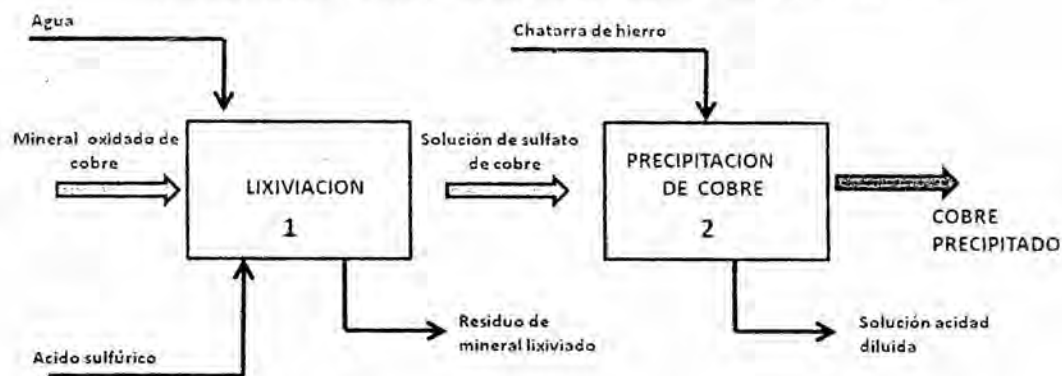 Agua
Mineral oxidado de
cobre
LIXIVIACION
1
Acido sulfúrico
Residuo de
mineral lixiviado
Solución de sulfato
de cobre
Chatarra de hierro
PRECIPITACION
DE COBRE
2
COBRE
PRECIPITADO
Solución acidad
diluida